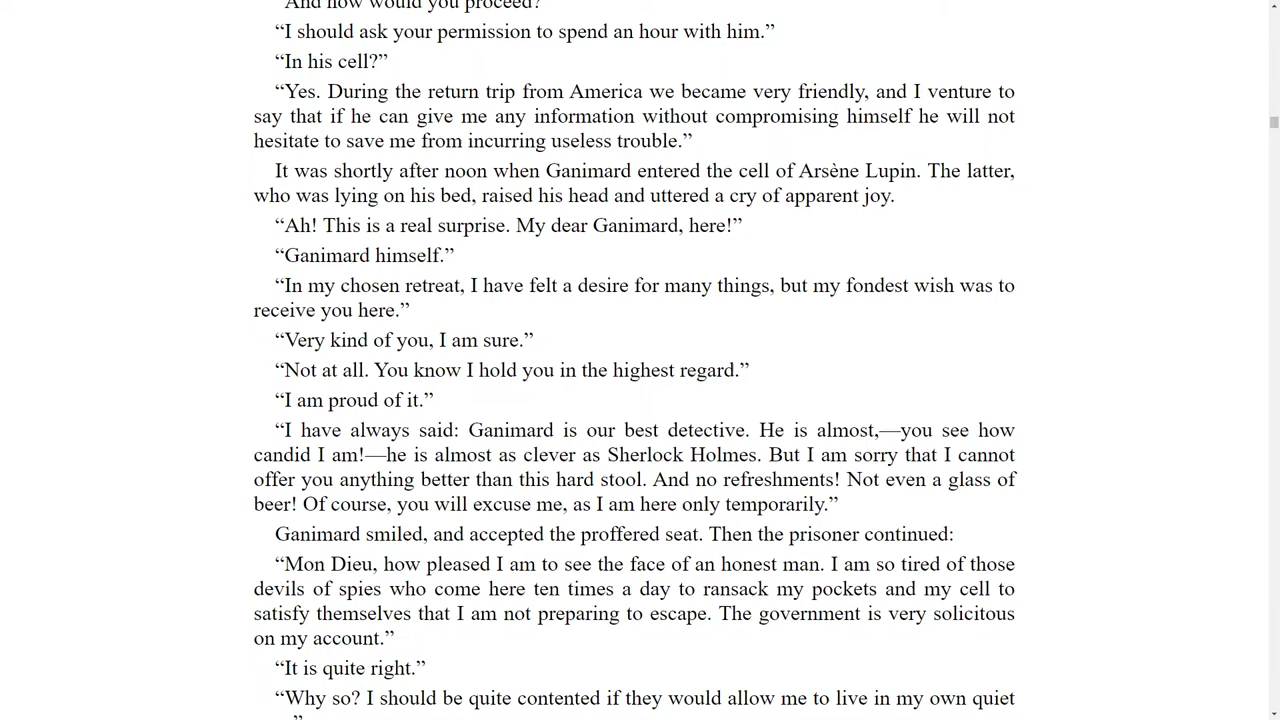 “And how would you proceed?
“I should ask your permission to spend an hour with him.”
“In his cell?”
“Yes. During the return trip from America we became very friendly, and I venture to
say that if he can give me any information without compromising himself he will not
hesitate to save me from incurring useless trouble.”
It was shortly after noon when Ganimard entered the cell of Arsène Lupin. The latter,
who was lying on his bed, raised his head and uttered a cry of apparent joy.
“Ah! This is a real surprise. My dear Ganimard, here!”
“Ganimard himself.”
“In my chosen retreat, I have felt a desire for many things, but my fondest wish was to
receive you here.”
“Very kind of you, I am sure.”
“Not at all. You know I hold you in the highest regard.”
“I am proud of it.”
“I have always said: Ganimard is our best detective. He is almost,—you see how
candid I am!—he is almost as clever as Sherlock Holmes. But I am sorry that I cannot
offer you anything better than this hard stool. And no refreshments! Not even a glass of
beer! Of course, you will excuse me, as I am here only temporarily.”
Ganimard smiled, and accepted the proffered seat. Then the prisoner continued:
“Mon Dieu, how pleased I am to see the face of an honest man. I am so tired of those
devils of spies who come here ten times a day to ransack my pockets and my cell to
satisfy themselves that I am not preparing to escape. The government is very solicitous
on my account.”
“It is quite right.”
“Why so? I should be quite contented if they would allow me to live in my own quiet